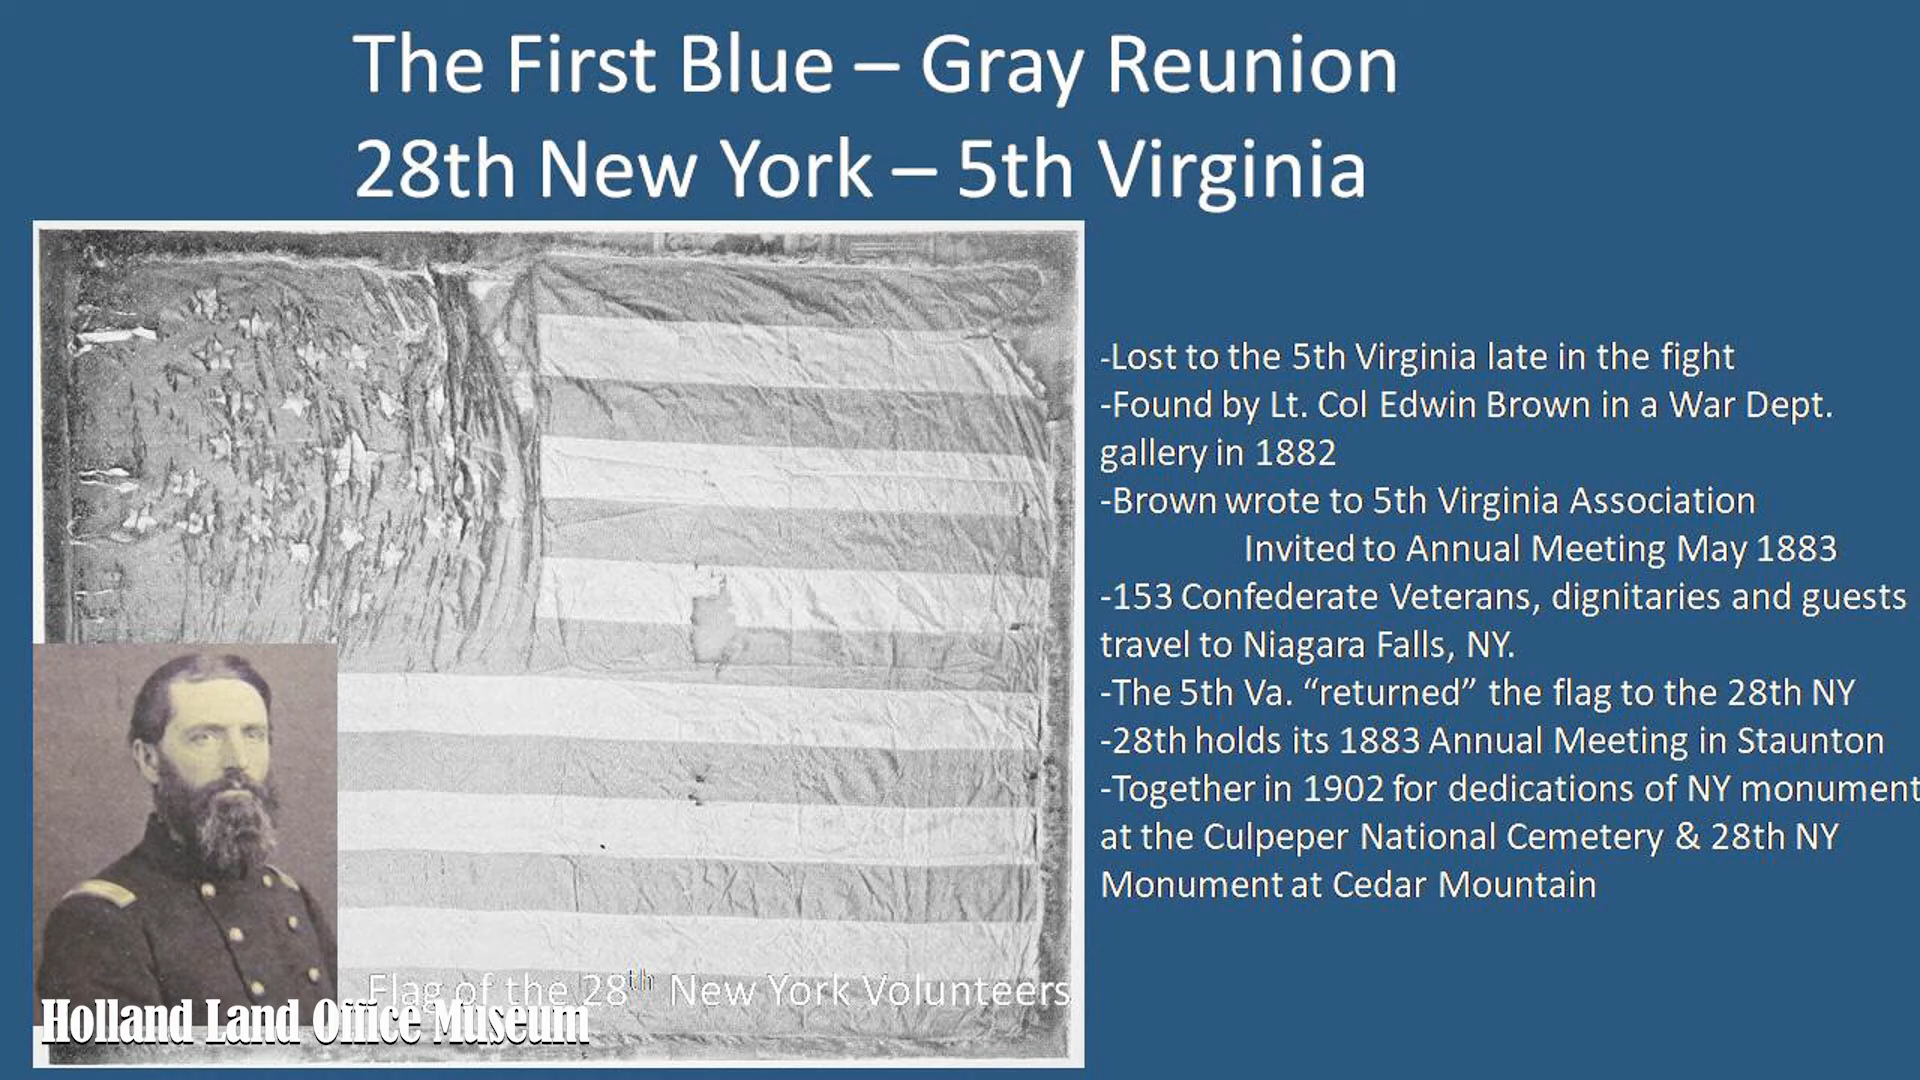 The First Blue – Gray Reunion
28th New York – 5th Virginia
-Lost to the 5th Virginia late in the fight
-Found by Lt. Col Edwin Brown in a War Dept.
gallery in 1882
-Brown wrote to 5th Virginia Association
Invited to Annual Meeting May 1883
-153 Confederate Veterans, dignitaries and guests
travel to Niagara Falls, NY.
-The 5th Va. “returned” the flag to the 28th NY
-28th holds its 1883 Annual Meeting in Staunton
-Together in 1902 for dedications of NY monument
at the Culpeper National Cemetery & 28th NY
Monument at Cedar Mountain
Flag of the 28th New York Volunteers
Holland Land Office Museum